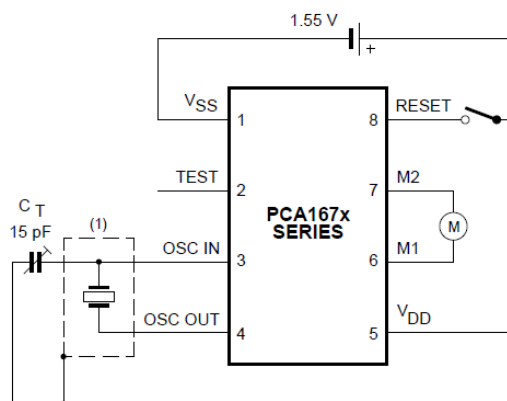 1.55 V
+
VSS
RESET
1
8
TEST
M2
2
7
PCA167x
SERIES
M
CT
15 pF
(1)
OSC IN
M1
3
6
OSC OUT
VDD
4
5